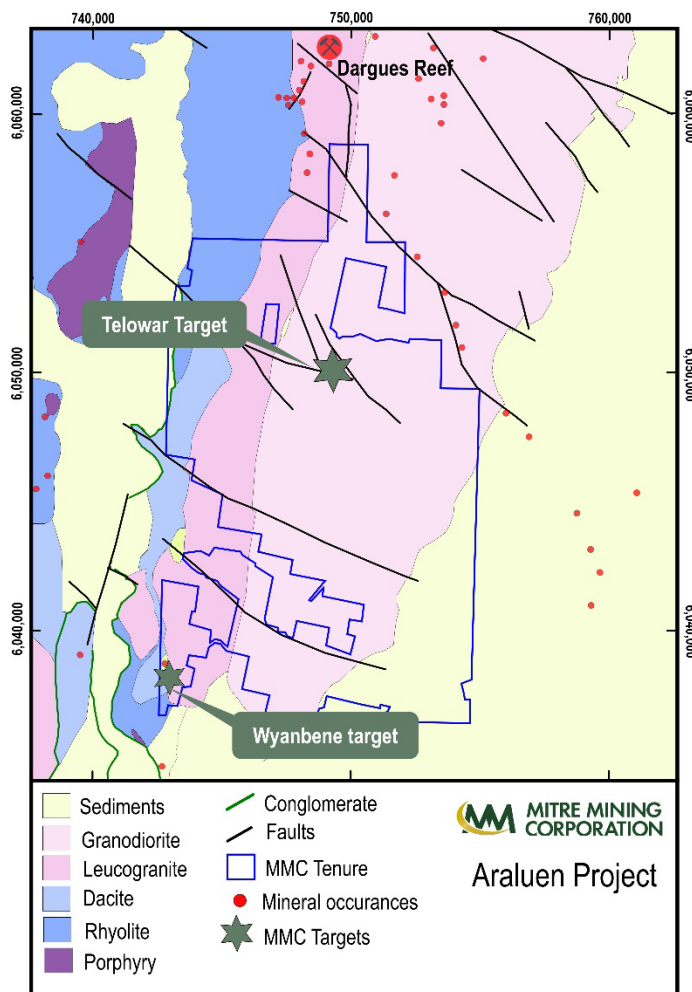 740,000
750,000
760,000
Dargues Reef
6,060,000
6,060,000
Telowar Target
6,050,000
6,050,000
6,040,000
6,040,000
Wyanbene target
Sediments
Granodiorite
Leucogranite
Dacite
Rhyolite
Porphyry
Conglomerate
Faults
MMC Tenure
Mineral occurances
MMC Targets
MM
MITRE MINING
CORPORATION
Araluen Project